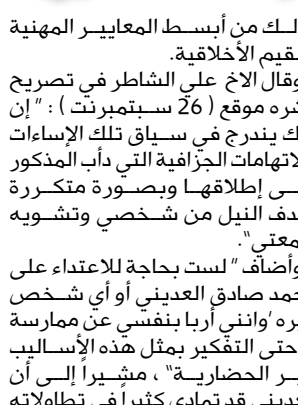 لك من أبسط المعايير المهنية
قيم الأخلاقية.
وقال الاخ علي الشاطر في تصريح
شره موقع ( 26 سبتمبرنت ) : " إن
ك يندرج في سياق تلك الإساءات
لاتهامات الجزافية التي دأب المذكور
ى إطلاقها وبصورة متكررة
دف النيل من شخصي وتشويه
معتي".
وأضاف " لست بحاجة للاعتداء على
حمد صادق العديني أو أي شخص
ره 'وانني أربا بنفسي عن ممارسة
حتى التفكير بمثل هذه الأساليب
ـر الحضارية" ، مشيراً إلى أن
عديني قد تمادى كثيراً في تطاولاته